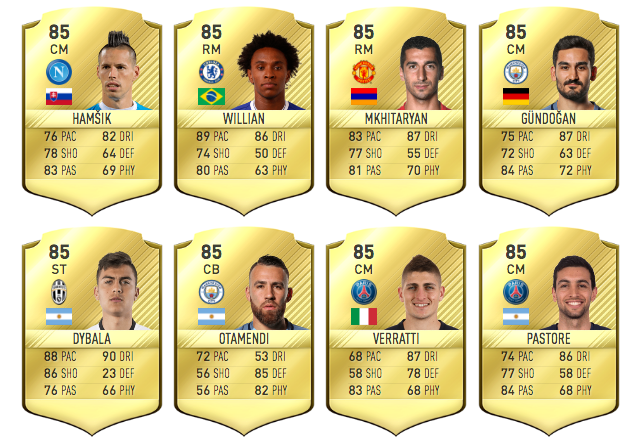 85
CM
HAMŠÍK
76 PAC 82 DRI
78 SHO 64 DEF
83 PAS 69 PHY
85
RM
WILLIAN
89 PAC 86 DRI
74 SHO 50 DEF
80 PAS 63 PHY
85
RM
MKHITARYAN
83 PAC 87 DRI
77 SHO 55 DEF
81 PAS 70 PHY
85
CM
GÜNDOĞAN
75 PAC 87 DRI
72 SHO 63 DEF
84 PAS 72 PHY
85
ST
DYBALA
88 PAC 90 DRI
86 SHO 23 DEF
76 PAS 66 PHY
85
CB
OTAMENDI
72 PAC 53 DRI
56 SHO 85 DEF
56 PAS 82 PHY
85
CM
VERRATTI
68 PAC 87 DRI
58 SHO 78 DEF
83 PAS 68 PHY
85
CM
PASTORE
74 PAC 86 DRI
77 SHO 58 DEF
84 PAS 68 PHY